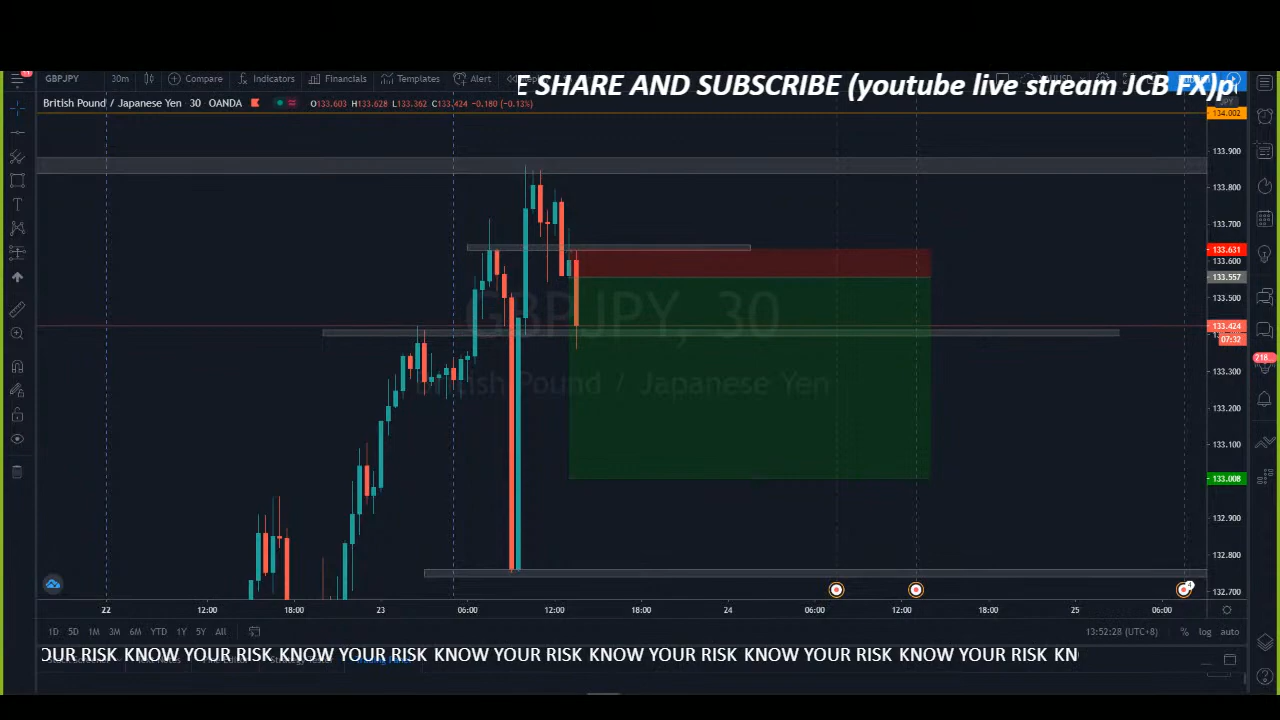 GBPJPY 30m Compare Indicators Financials Templates Alert
E SHARE AND SUBSCRIBE (youtube live stream JCB FX)p
British Pound / Japanese Yen 30 OANDA O133.603 H133.628 L133.362 C133.424 -0.180 (-0.13%)
134.002
133.900
133.800
133.700
133.631
133.600
133.557
133.500
133.424
07:32
133.300
133.200
133.100
133.008
132.900
132.800
132.700
GBPJPY, 30
British Pound / Japanese Yen
218
22 12:00 18:00 23 06:00 12:00 18:00 24 06:00 12:00 18:00 25 06:00
1D 5D 1M 3M 6M YTD 1Y 5Y All 13:52:28 (UTC+8) % log auto
OUR RISK KNOW YOUR RISK KNOW YOUR RISK KNOW YOUR RISK KNOW YOUR RISK KNOW YOUR RISK KNOW YOUR RISK KN